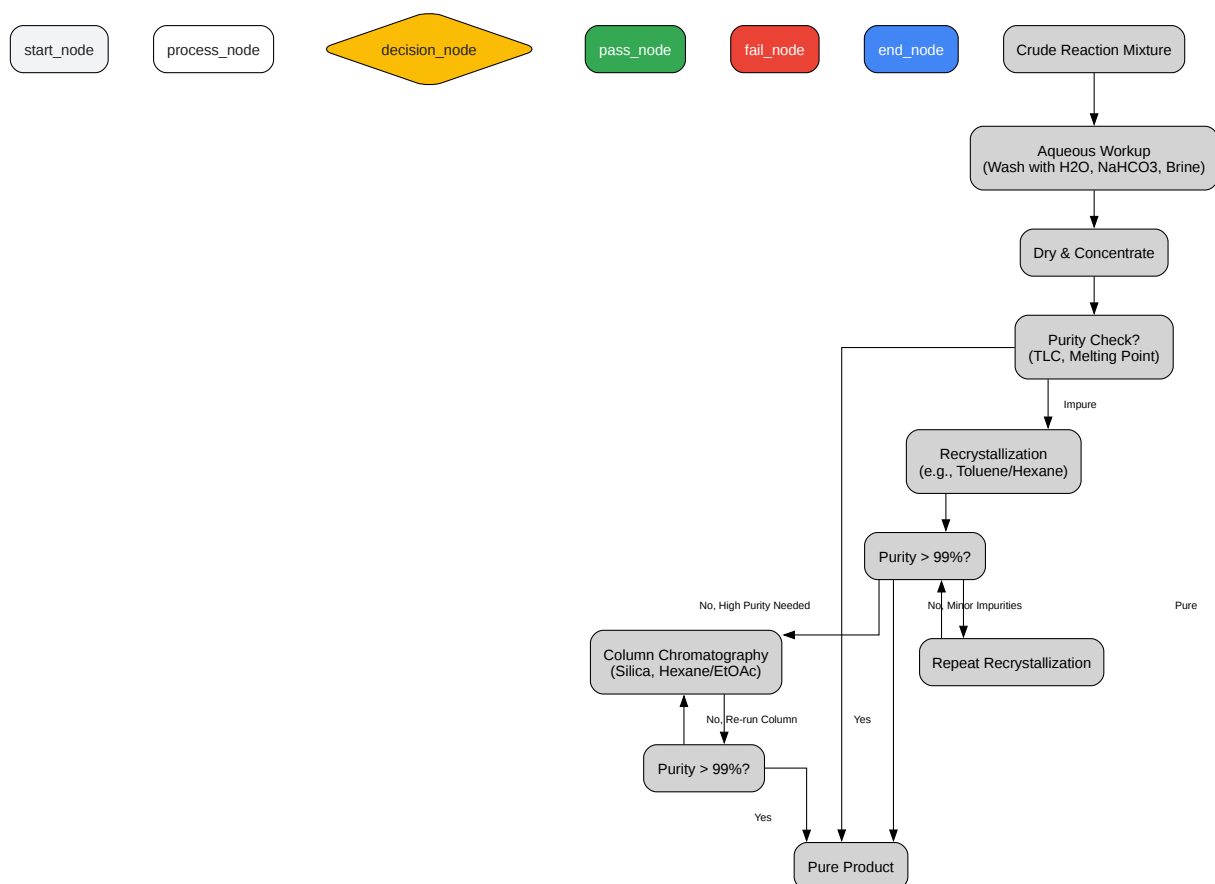 start_node
process_node
decision_node
pass_node
fail_node
end_node
Crude Reaction Mixture
Aqueous Workup
(Wash with H2O, NaHCO3, Brine)
Dry & Concentrate
Purity Check?
(TLC, Melting Point)
Impure
Recrystallization
(e.g., Toluene/Hexane)
Purity > 99%?
No, High Purity Needed
No, Minor Impurities
Pure
Column Chromatography
(Silica, Hexane/EtOAc)
Repeat Recrystallization
No, Re-run Column
Yes
Purity > 99%?
Yes
Pure Product